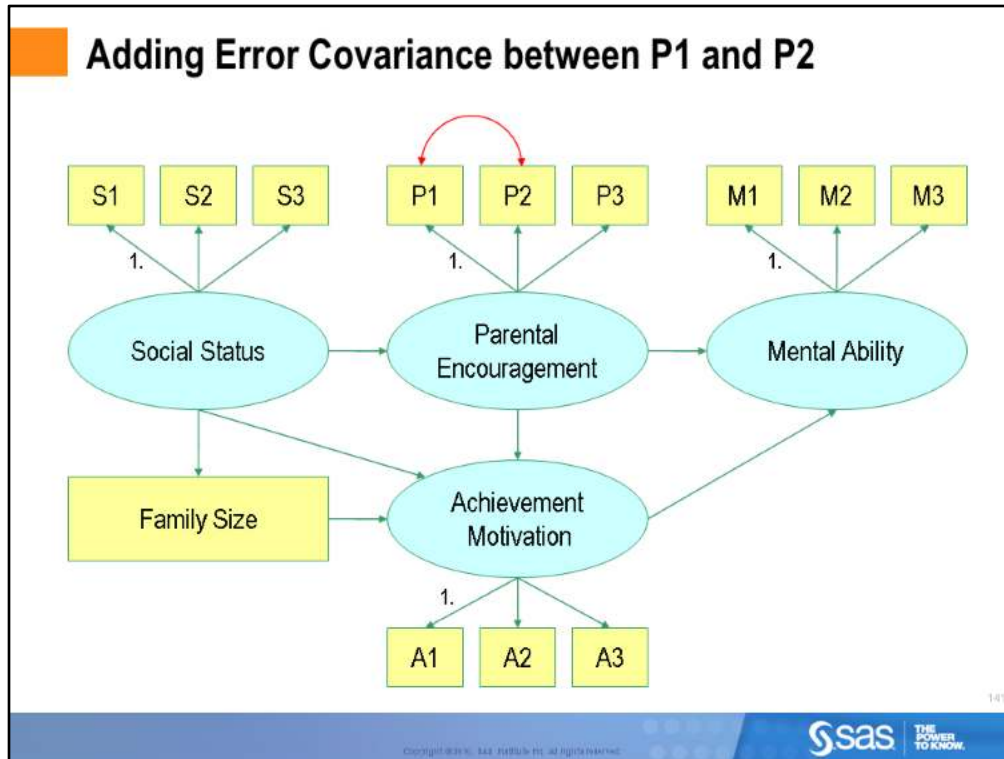 Adding Error Covariance between P1 and P2
S1 S2 S3 P1 P2 P3 M1 M2 M3
1. 1. 1.
Social Status
Parental
Encouragement
Mental Ability
Family Size
Achievement
Motivation
1.
A1 A2 A3
141
sas THE
POWER
TO KNOW.